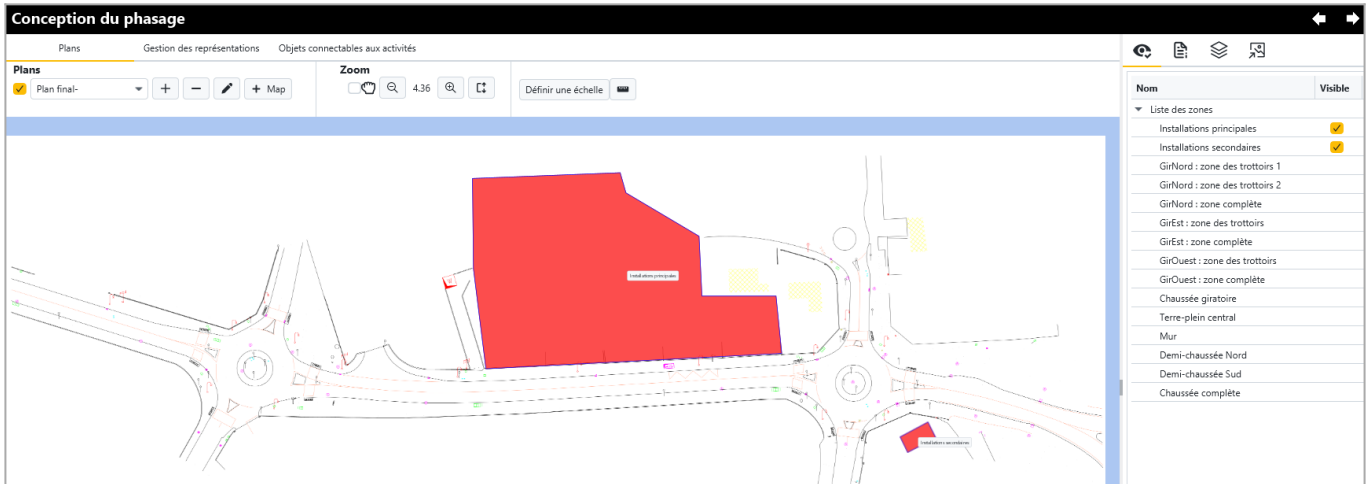 Conception du phasage
Plans Gestion des représentations Objets connectables aux activités
Plans
Plan final-
+ Map
Zoom
4.36
Définir une échelle
Nom Visible
Liste des zones
Installations principales
Installations secondaires
GirNord : zone des trottoirs 1
GirNord : zone des trottoirs 2
GirNord : zone complète
GirEst : zone des trottoirs
GirEst : zone complète
GirOuest : zone des trottoirs
GirOuest : zone complète
Chaussée giratoire
Terre-plein central
Mur
Demi-chaussée Nord
Demi-chaussée Sud
Chaussée complète
Installations principales
Installations secondaires